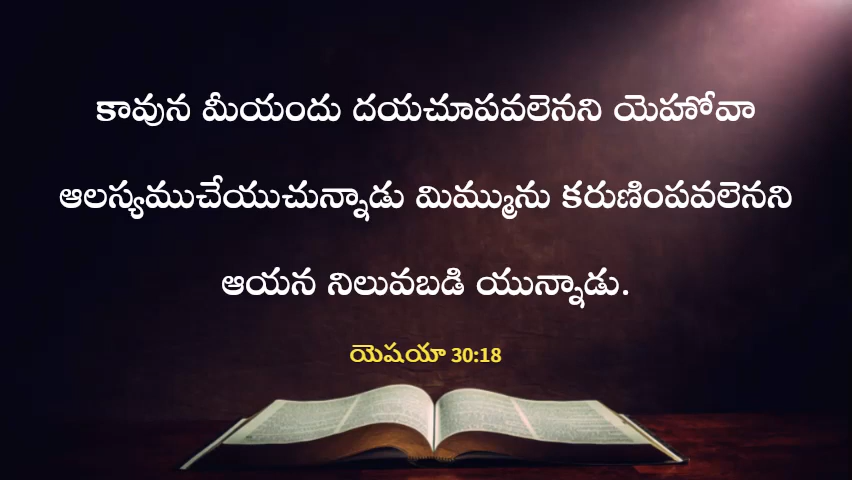 కావున మీయందు దయచూపవలెనని యెహోవా
ఆలస్యముచేయుచున్నాడు మిమ్మును కరుణింపవలెనని
ఆయన నిలువబడి యున్నాడు.
యెషయా 30:18